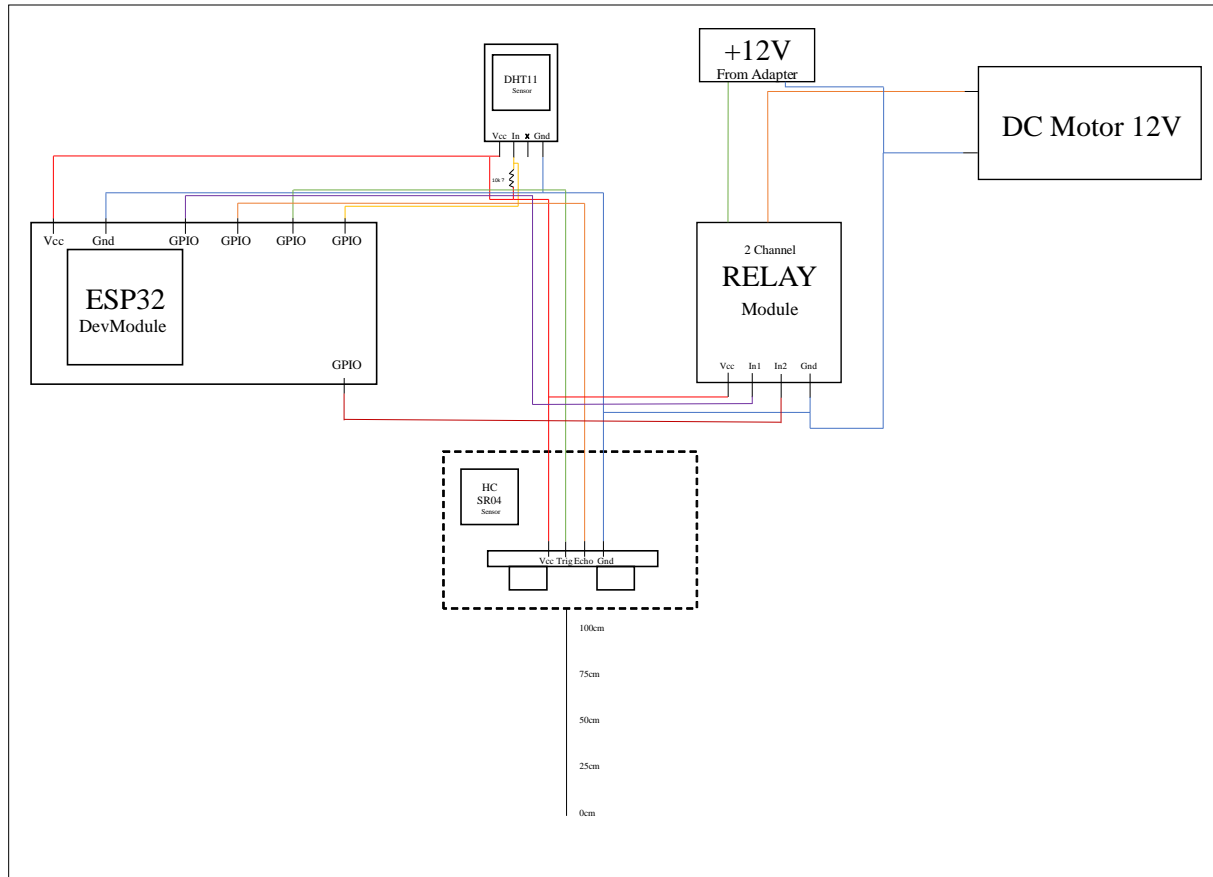 DHT11
Sensor
Vcc In x Gnd
10k ?
+12V
From Adapter
DC Motor 12V
Vcc Gnd GPIO GPIO GPIO GPIO
ESP32
DevModule
GPIO
2 Channel
RELAY
Module
Vcc In1 In2 Gnd
HC
SR04
Sensor
Vcc Trig Echo Gnd
100cm
75cm
50cm
25cm
0cm